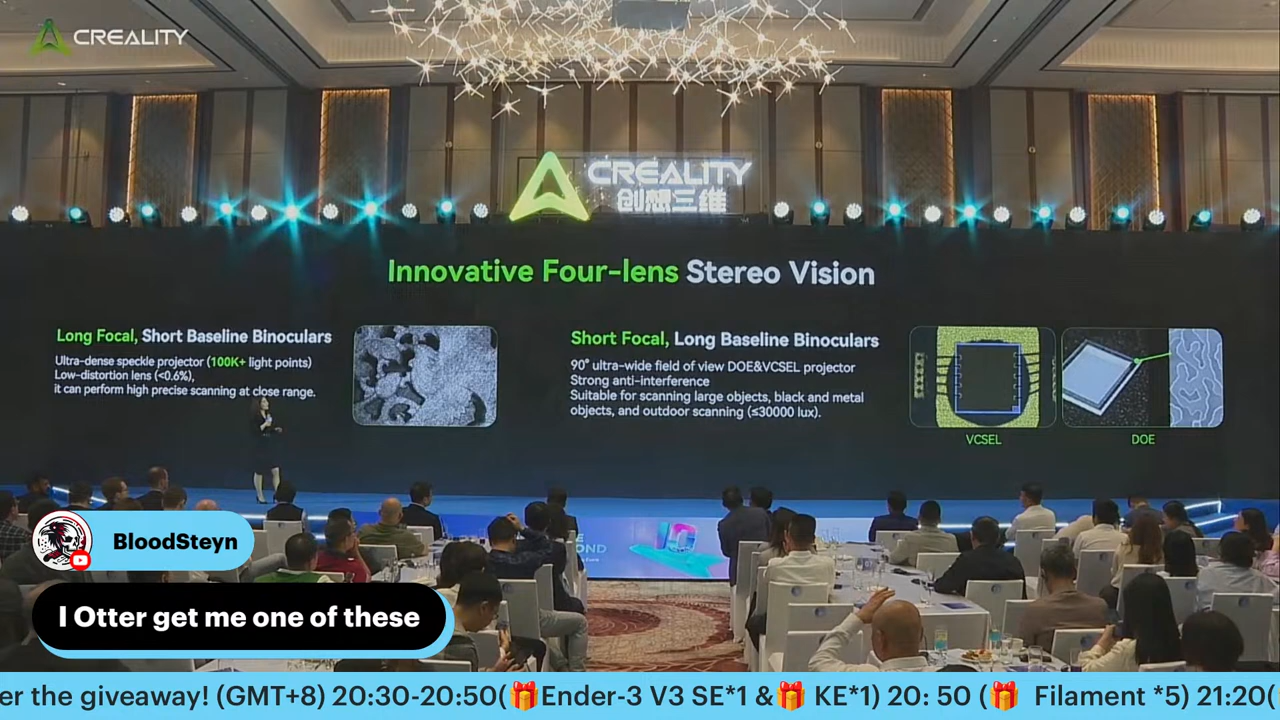 CREALITY
CREALITY
创想三维
Innovative Four-lens Stereo Vision
Long Focal, Short Baseline Binoculars
Ultra-dense speckle projector (100K+ light points)
Low-distortion lens (<0.6%),
it can perform high precise scanning at close range.
Short Focal, Long Baseline Binoculars
90° ultra-wide field of view DOE&VCSEL projector
Strong anti-interference
Suitable for scanning large objects, black and metal
objects, and outdoor scanning (≤30000 lux).
VCSEL
DOE
BloodSteyn
I Otter get me one of these
er the giveaway! (GMT+8) 20:30-20:50(🎁Ender-3 V3 SE*1 &🎁 KE*1) 20: 50 (🎁 Filament *5) 21:20(